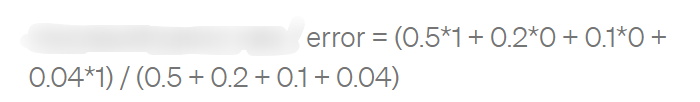 error = (0.5*1 + 0.2*0 + 0.1*0 +
0.04*1) / (0.5 + 0.2 + 0.1 + 0.04)